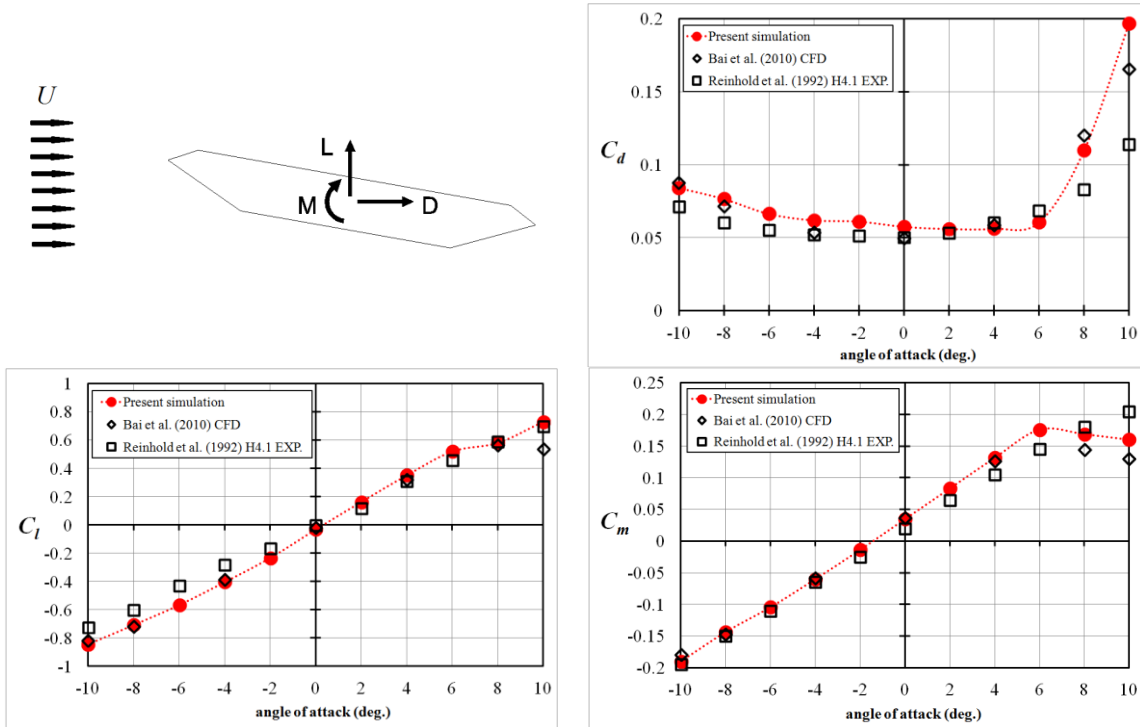 U
L
M
D
0.2
0.15
0.1
0.05
0
C_d
Present simulation
Bai et al. (2010) CFD
Reinhold et al. (1992) H4.1 EXP.
-10 -8 -6 -4 -2 0 2 4 6 8 10
angle of attack (deg.)
1
0.8
0.6
0.4
0.2
0
-0.2
-0.4
-0.6
-0.8
-1
C_l
Present simulation
Bai et al. (2010) CFD
Reinhold et al. (1992) H4.1 EXP.
-10 -8 -6 -4 -2 0 2 4 6 8 10
angle of attack (deg.)
0.25
0.2
0.15
0.1
0.05
0
-0.05
-0.1
-0.15
-0.2
C_m
Present simulation
Bai et al. (2010) CFD
Reinhold et al. (1992) H4.1 EXP.
-10 -8 -6 -4 -2 0 2 4 6 8 10
angle of attack (deg.)